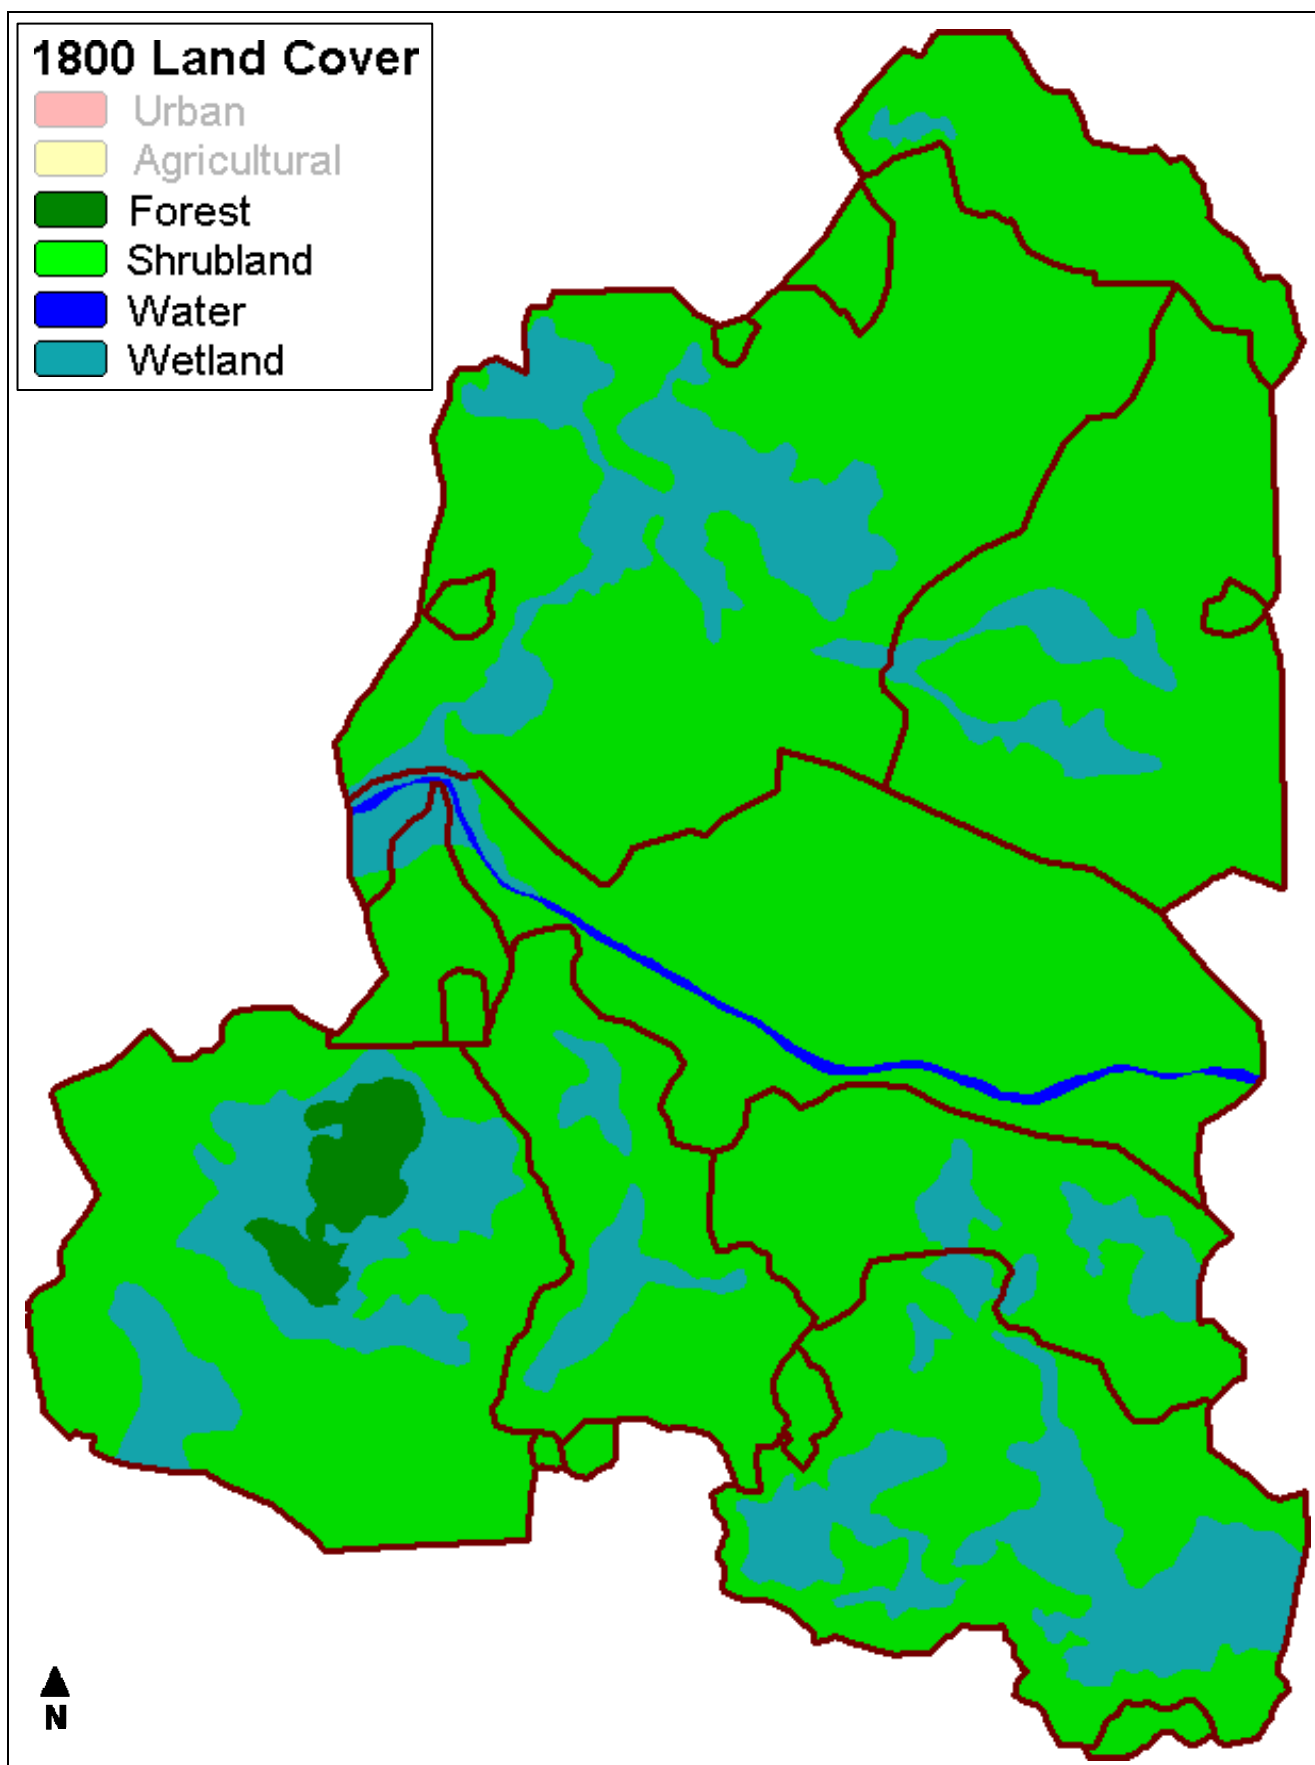 1800 Land Cover
Urban
Agricultural
Forest
Shrubland
Water
Wetland
N